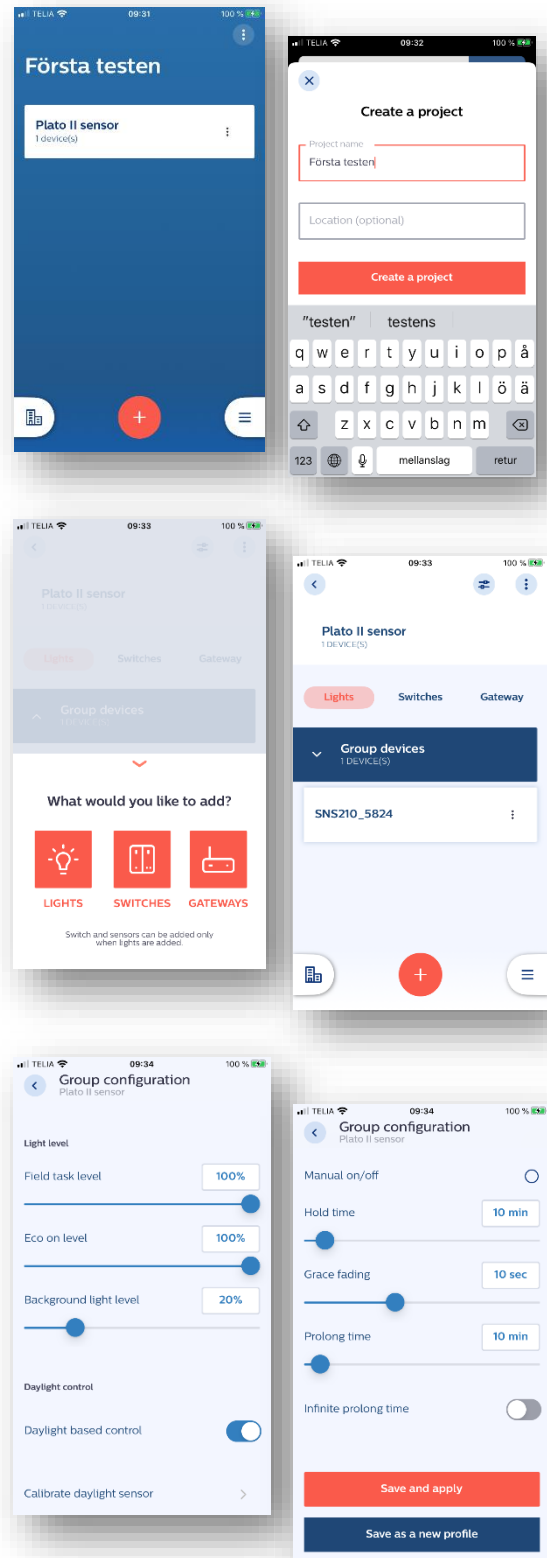 TELIA 09:31 100 %
Första testen
Plato II sensor
1 device(s)
TELIA 09:32 100 %
Create a project
Project name
Första testen
Location (optional)
Create a project
"testen" testens
q w e r t y u i o p å
a s d f g h j k l ö ä
z x c v b n m
123 mellanslag retur
TELIA 09:33 100 %
Plato II sensor
1 DEVICE(S)
Lights Switches Gateway
Group devices
1 DEVICE(S)
What would you like to add?
LIGHTS SWITCHES GATEWAYS
Switch and sensors can be added only
when lights are added.
TELIA 09:33 100 %
Plato II sensor
1 DEVICE(S)
Lights Switches Gateway
Group devices
1 DEVICE(S)
SNS210_5824
TELIA 09:34 100 %
Group configuration
Plato II sensor
Light level
Field task level 100%
Eco on level 100%
Background light level 20%
Daylight control
Daylight based control
Calibrate daylight sensor
TELIA 09:34 100 %
Group configuration
Plato II sensor
Manual on/off
Hold time 10 min
Grace fading 10 sec
Prolong time 10 min
Infinite prolong time
Save and apply
Save as a new profile